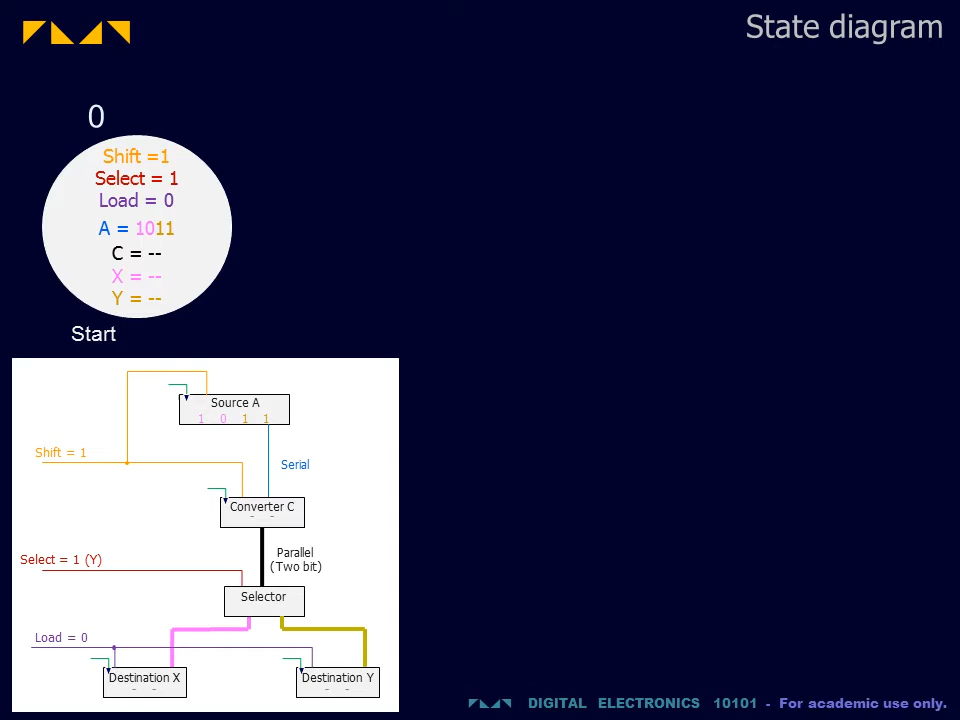 State diagram
0
Shift =1
Select = 1
Load = 0
A = 1011
C = --
X = --
Y = --
Start
Source A
1 0 1 1
Shift = 1
Serial
Converter C
- -
Select = 1 (Y)
Parallel
(Two bit)
Selector
Load = 0
Destination X
- -
Destination Y
- -
DIGITAL ELECTRONICS 10101 - For academic use only.